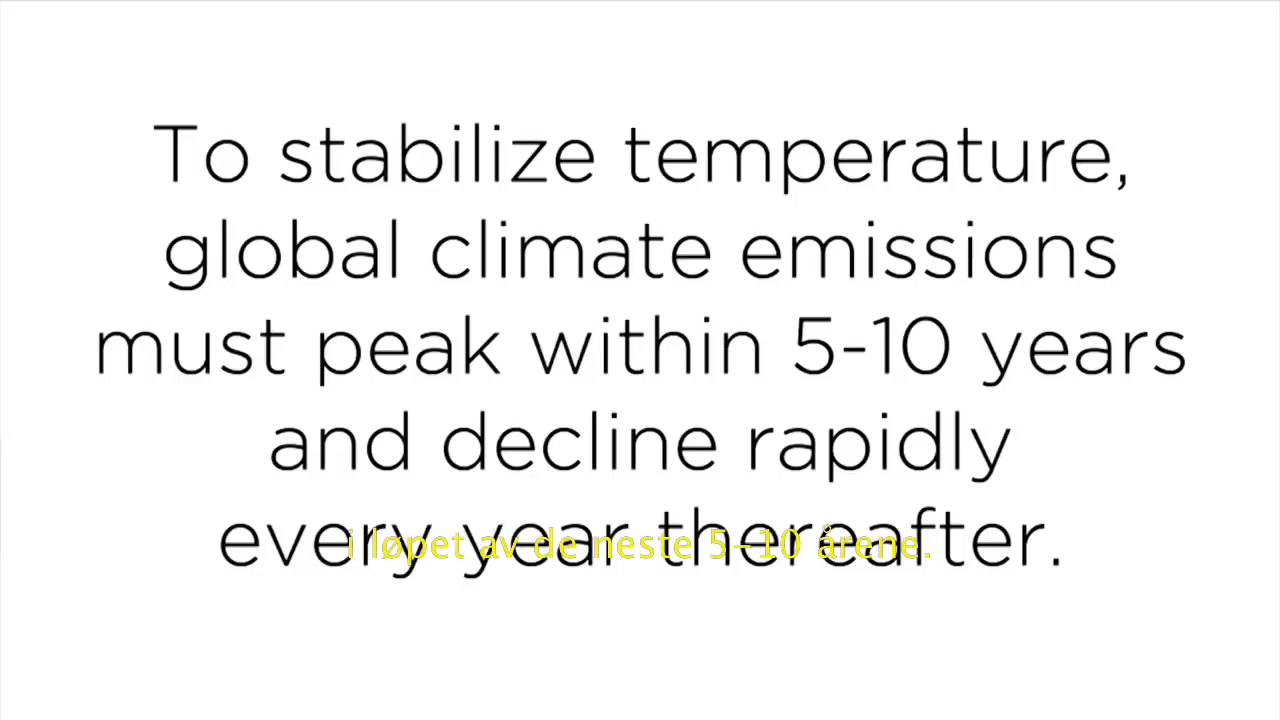 To stabilize temperature,
global climate emissions
must peak within 5-10 years
and decline rapidly
every year thereafter.
i løpet av de neste 5–10 årene.